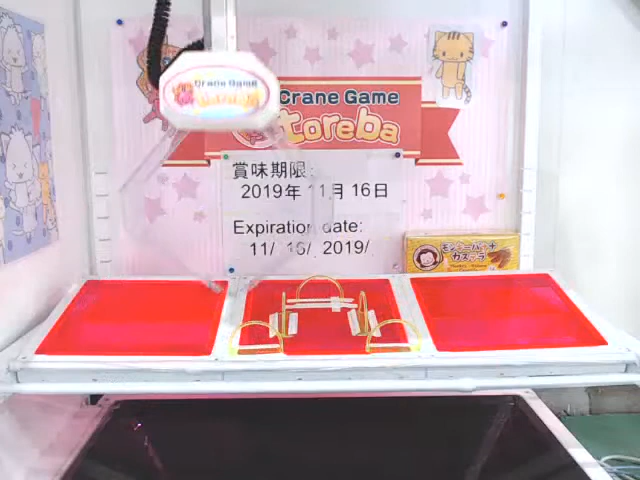 Crane Game
Crane Game
toreba
賞味期限:
2019年 11月 16日
Expiration date:
11/ 16/ 2019/